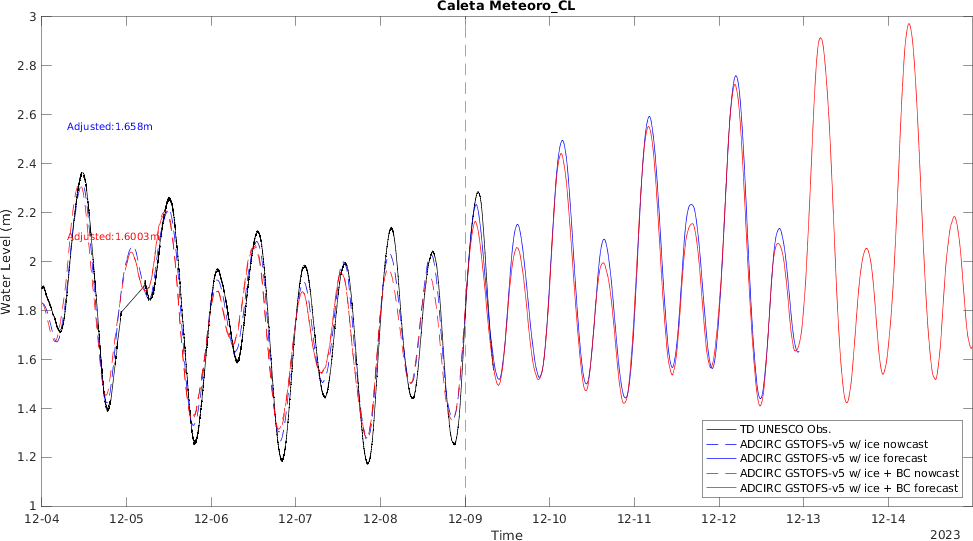 Caleta Meteoro_CL
Water Level (m)
3
2.8
2.6
2.4
2.2
2
1.8
1.6
1.4
1.2
1
Adjusted:1.658m
Adjusted:1.6003m
TD UNESCO Obs.
ADCIRC GSTOFS-v5 w/ ice nowcast
ADCIRC GSTOFS-v5 w/ ice forecast
ADCIRC GSTOFS-v5 w/ ice + BC nowcast
ADCIRC GSTOFS-v5 w/ ice + BC forecast
12-04 12-05 12-06 12-07 12-08 12-09 12-10 12-11 12-12 12-13 12-14
Time
2023